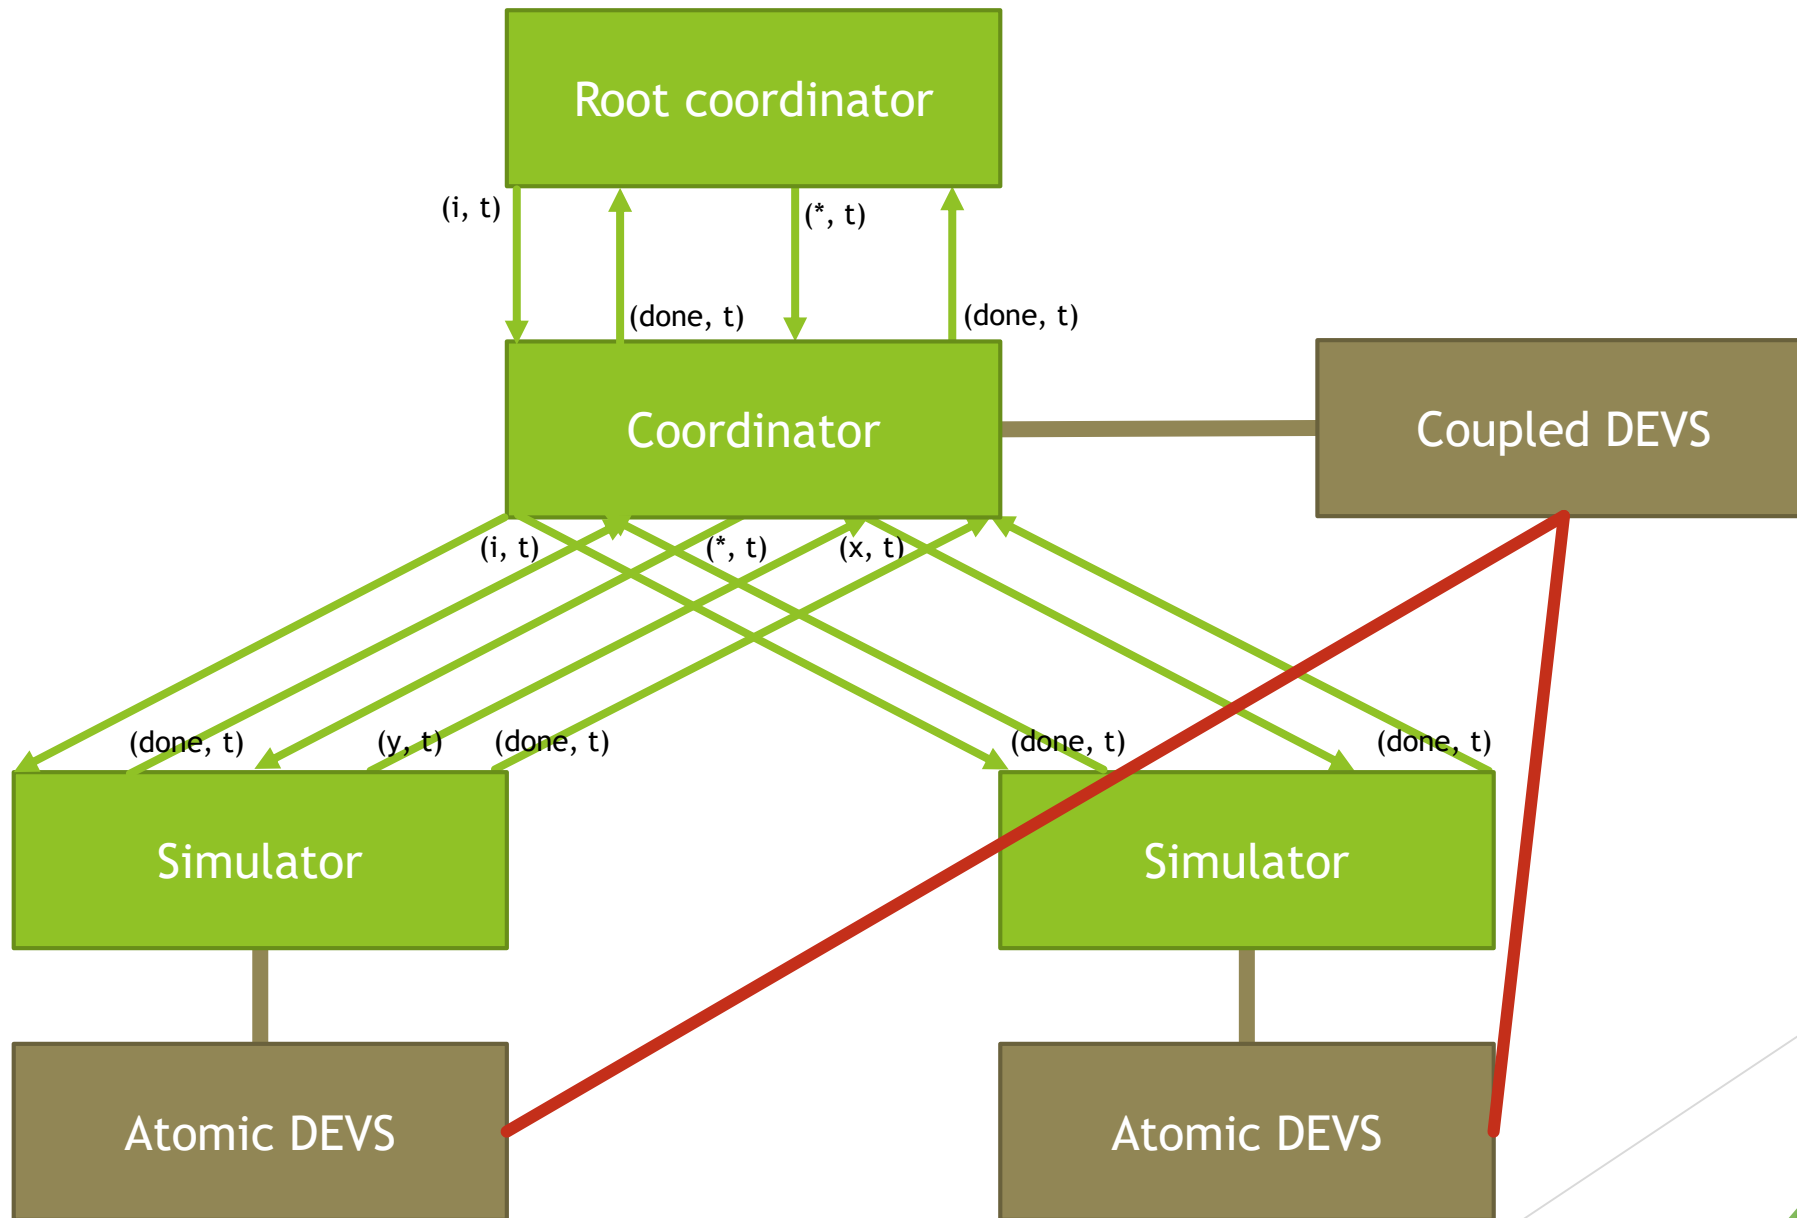 Root coordinator
(i, t)
(*, t)
(done, t)
(done, t)
Coordinator
Coupled DEVS
(i, t)
(*, t)
(x, t)
(done, t)
(y, t)
(done, t)
(done, t)
(done, t)
Simulator
Simulator
Atomic DEVS
Atomic DEVS